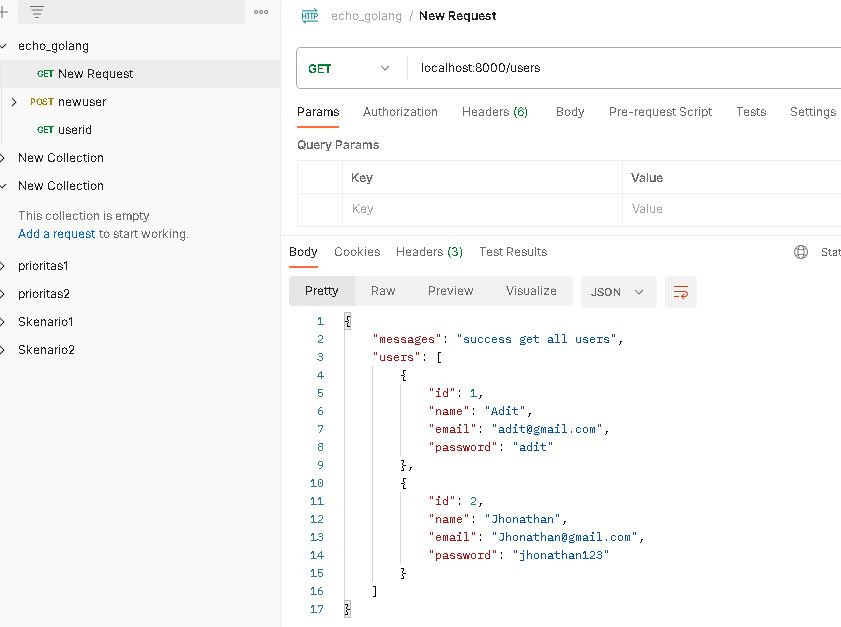 echo_golang
GET New Request
POST newuser
GET userid
New Collection
New Collection
This collection is empty
Add a request to start working.
prioritas1
prioritas2
Skenario1
Skenario2
HTTP echo_golang / New Request
GET localhost:8000/users
Params Authorization Headers (6) Body Pre-request Script Tests Settings
Query Params
Key Value
Key Value
Body Cookies Headers (3) Test Results Stat
Pretty Raw Preview Visualize JSON
1 {
2 "messages": "success get all users",
3 "users": [
4 {
5 "id": 1,
6 "name": "Adit",
7 "email": "adit@gmail.com",
8 "password": "adit"
9 },
10 {
11 "id": 2,
12 "name": "Jhonathan",
13 "email": "Jhonathan@gmail.com",
14 "password": "jhonathan123"
15 }
16 ]
17 }